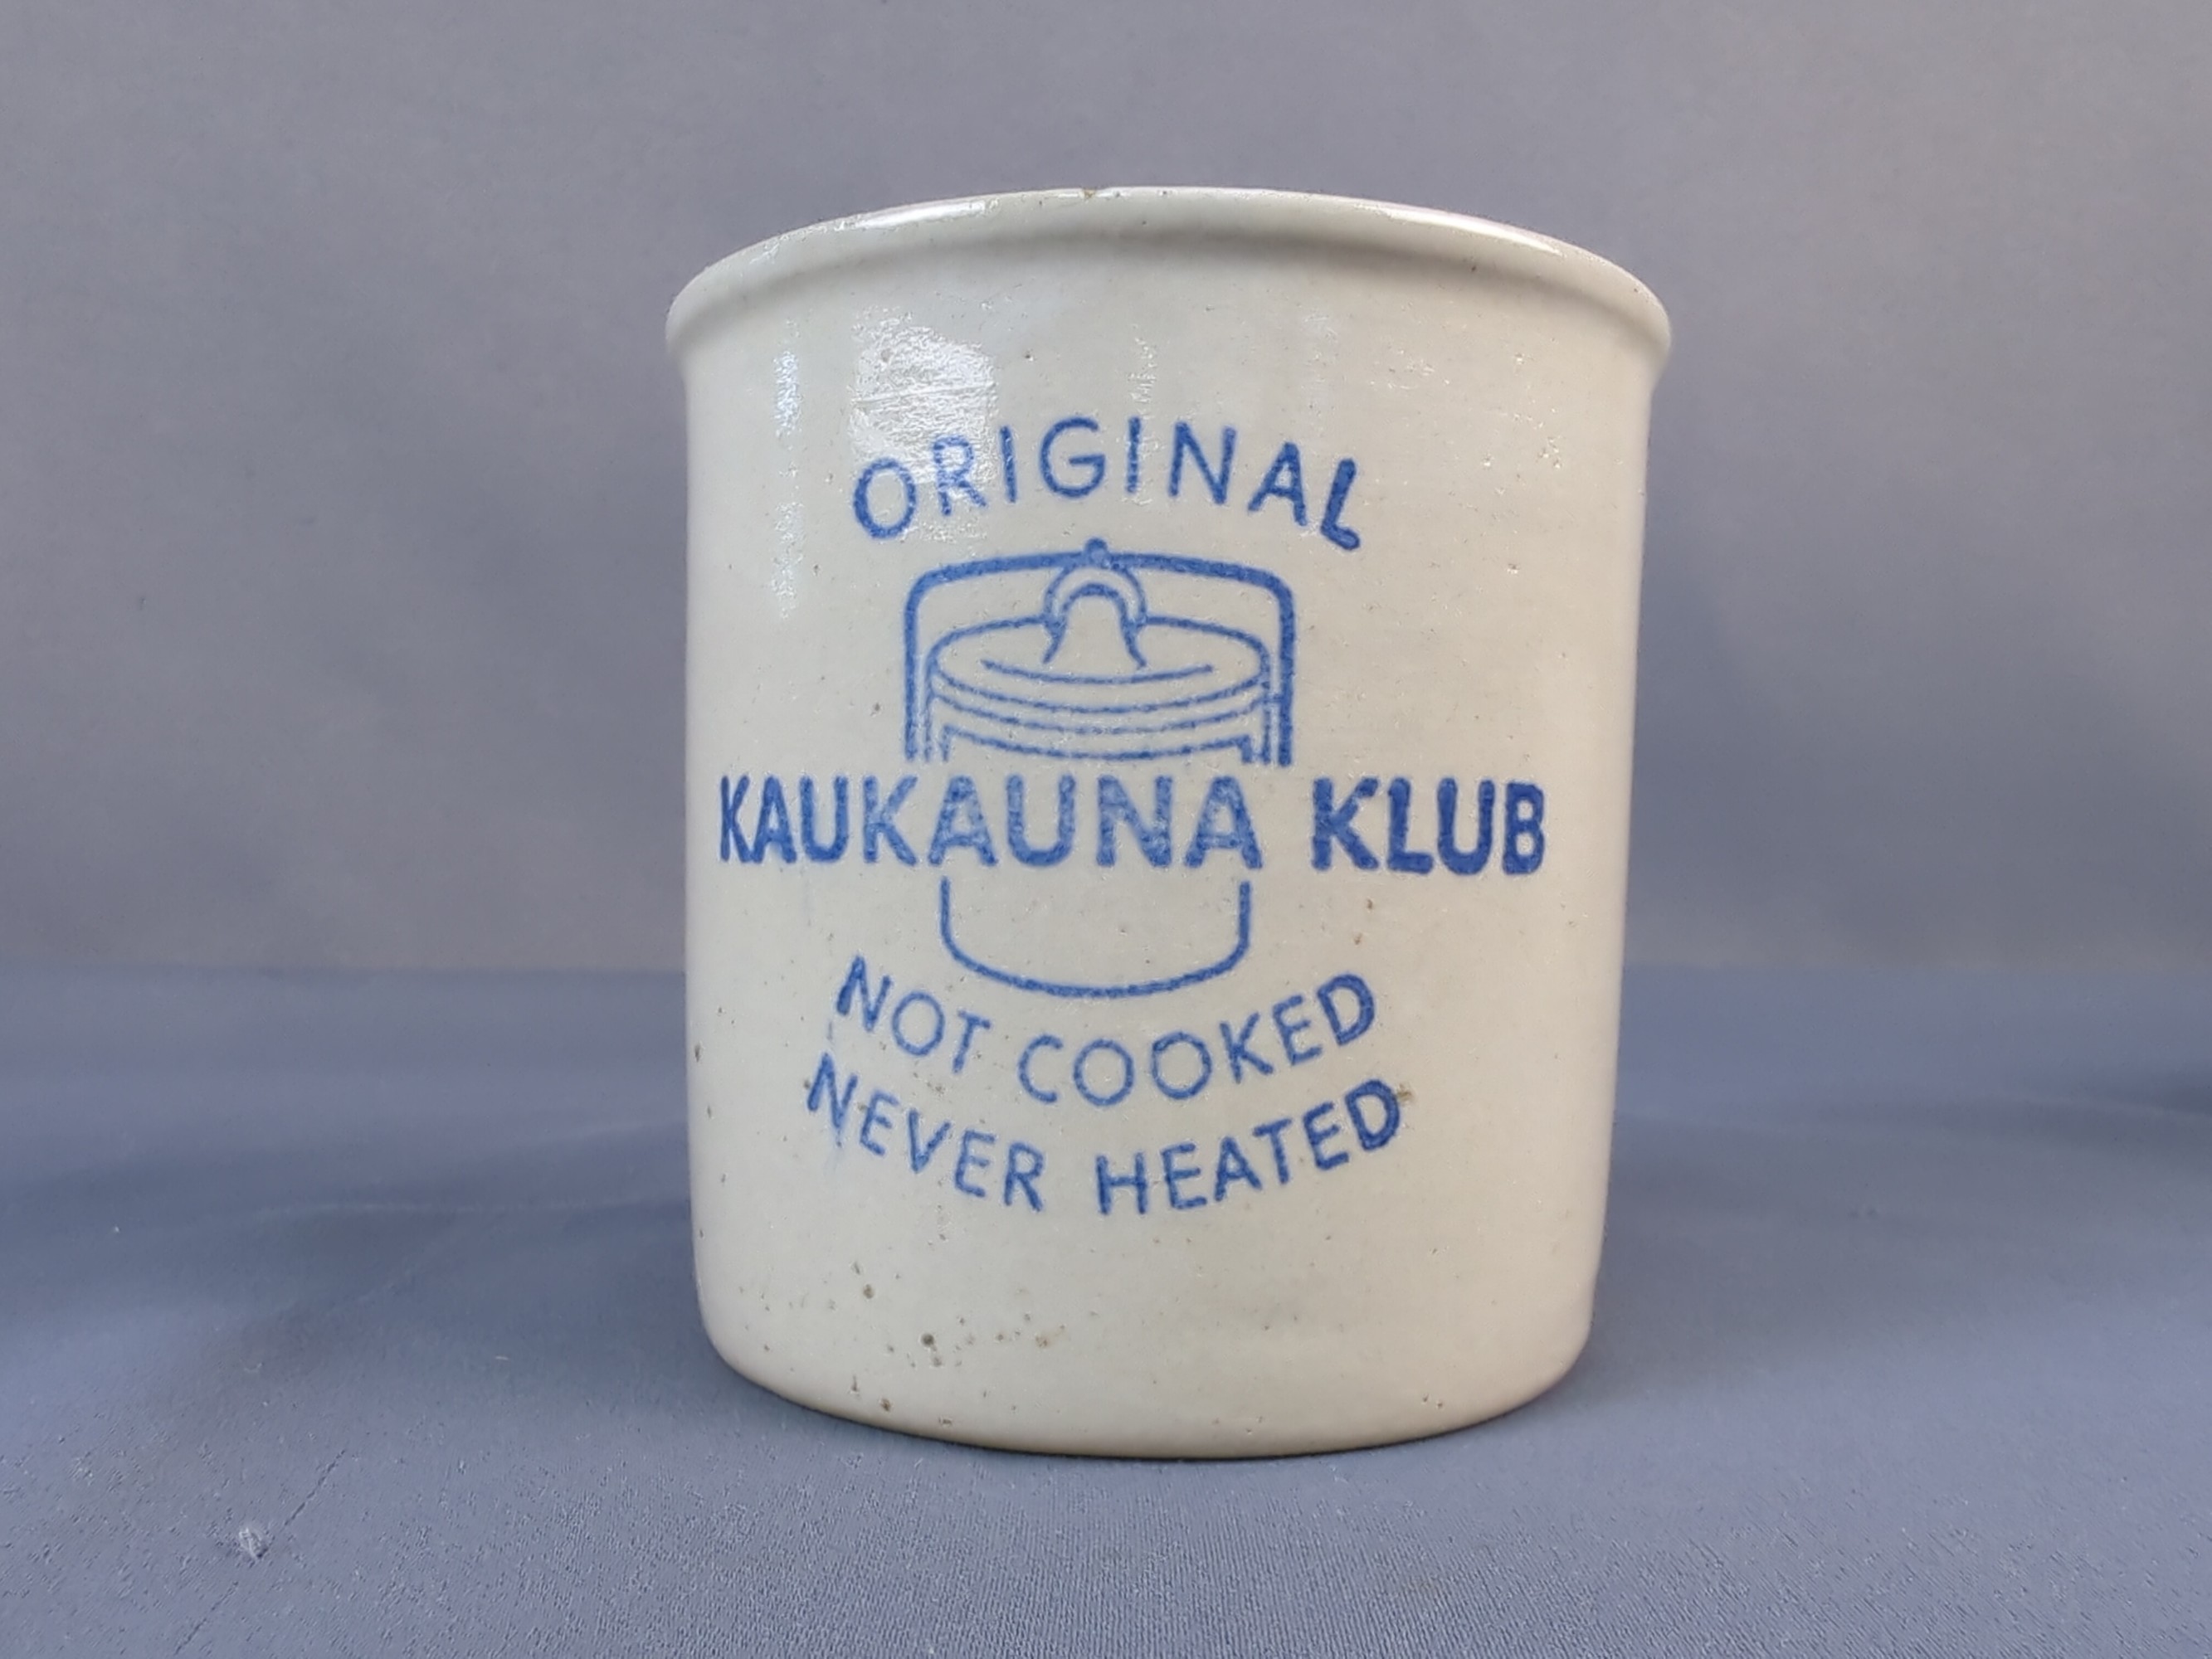 ORIGINAL
KAUKAUNA KLUB
NOT COOKED
NEVER HEATED